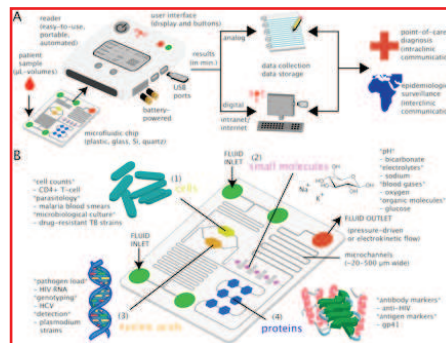 A
reader
(easy-to-use,
portable,
automated)
user interface
(display and buttons)
patient
sample
(µL-volumes)
results
(in min.)
USB
ports
battery-
powered
microfluidic chip
(plastic, glass, Si, quartz)
analog
data collection
data storage
digital
intranet/
internet
point-of-care
diagnosis
(intraclinic
communicatio
epidemiolog
surveillance
(interclinic
communicatio
B
"cell counts"
- CD4+ T-cell
"parasitology"
- malaria blood smears
"microbiological culture"
- drug-resistant TB strains
(1)
cells
FLUID
INLET
(2)
small molecules
"pH"
- bicarbonate
"electrolytes"
- sodium
"blood gases"
- oxygen
"organic molecules"
- glucose
Na+
K+
FLUID OUTLET
(pressure-driven
or electrokinetic flow)
microchannels
(~20-500 µm wide)
FLUID
INLET
"pathogen-load"
- HIV RNA
"genotyping"
- HCV
"detection"
- plasmodium
strains
(3)
nucleic acids
(4)
proteins
"antibody markers"
- anti-HIV
"antigen markers"
- gp41